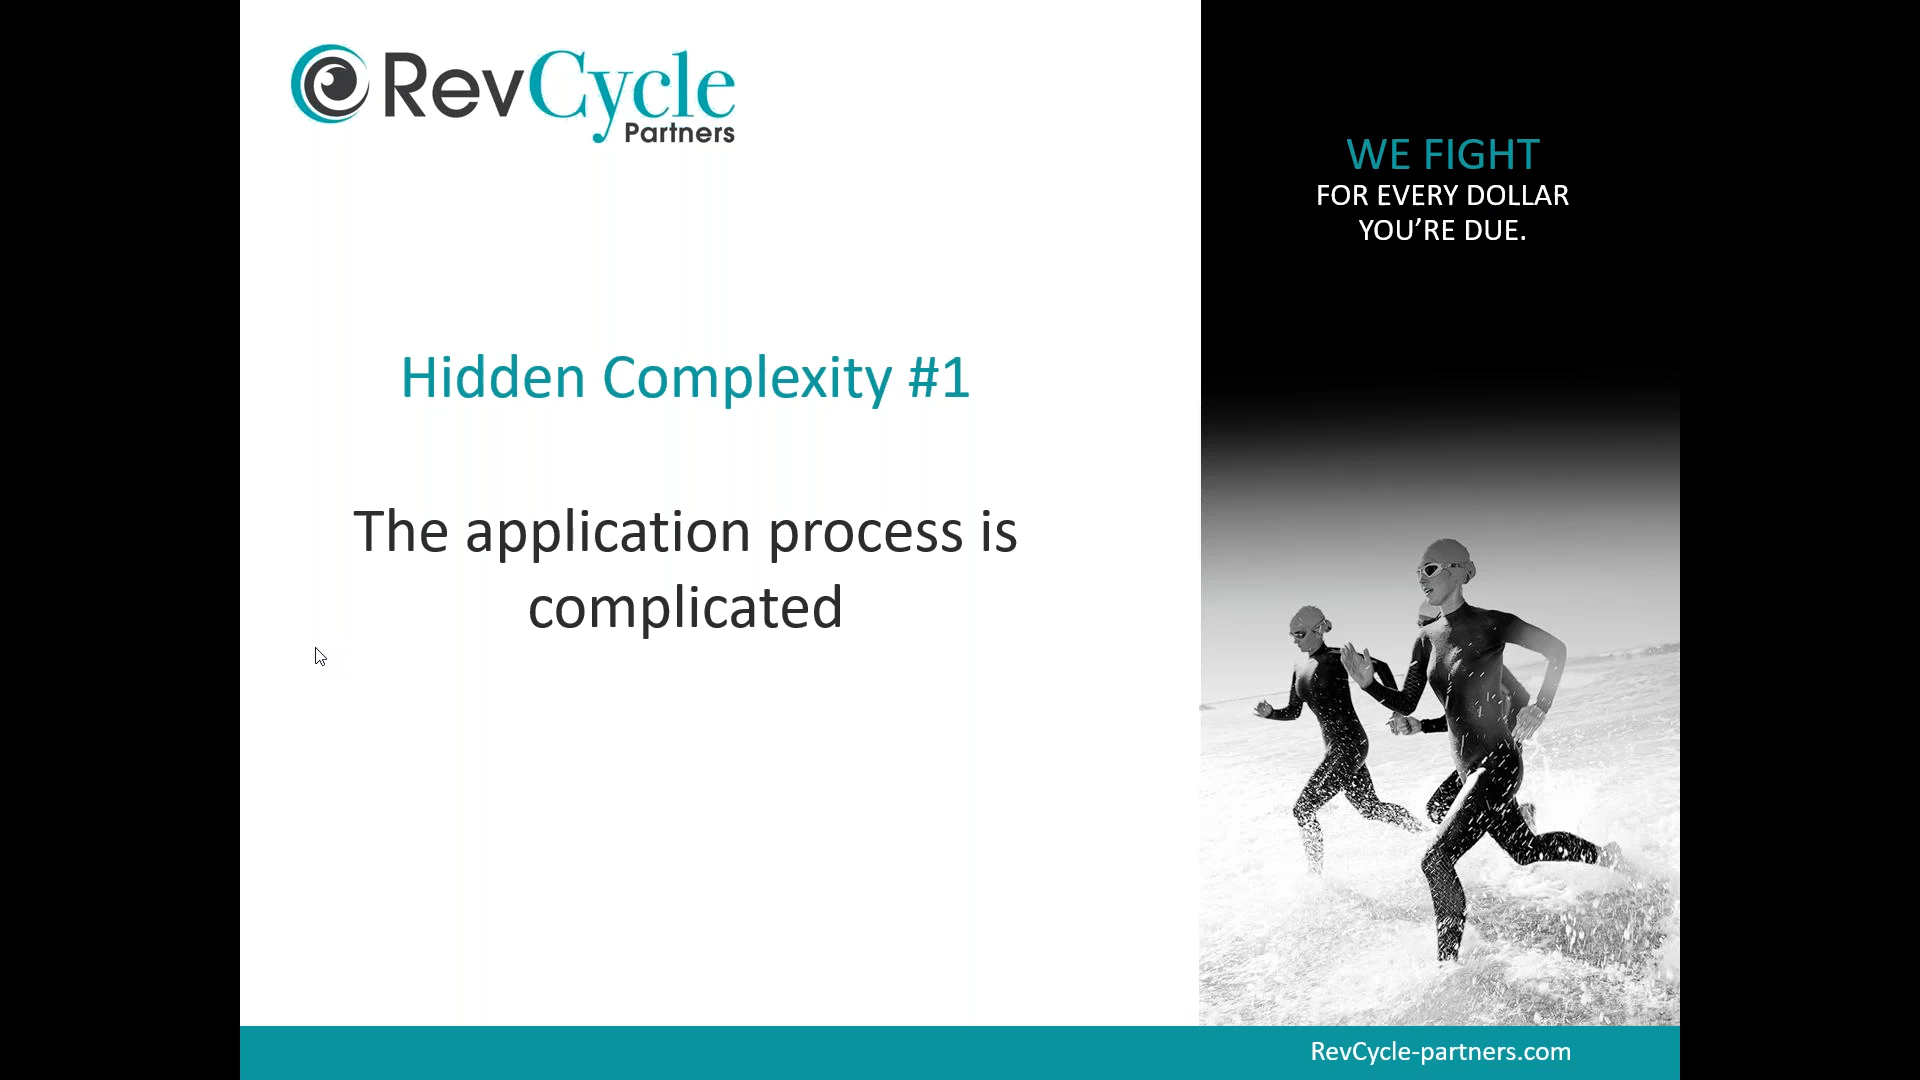 RevCycle
Partners
WE FIGHT
FOR EVERY DOLLAR
YOU’RE DUE.
Hidden Complexity #1
The application process is
complicated
RevCycle-partners.com